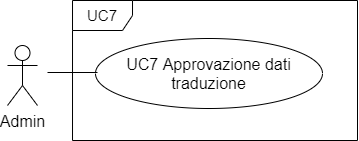 UC7
UC7 Approvazione dati
traduzione
Admin